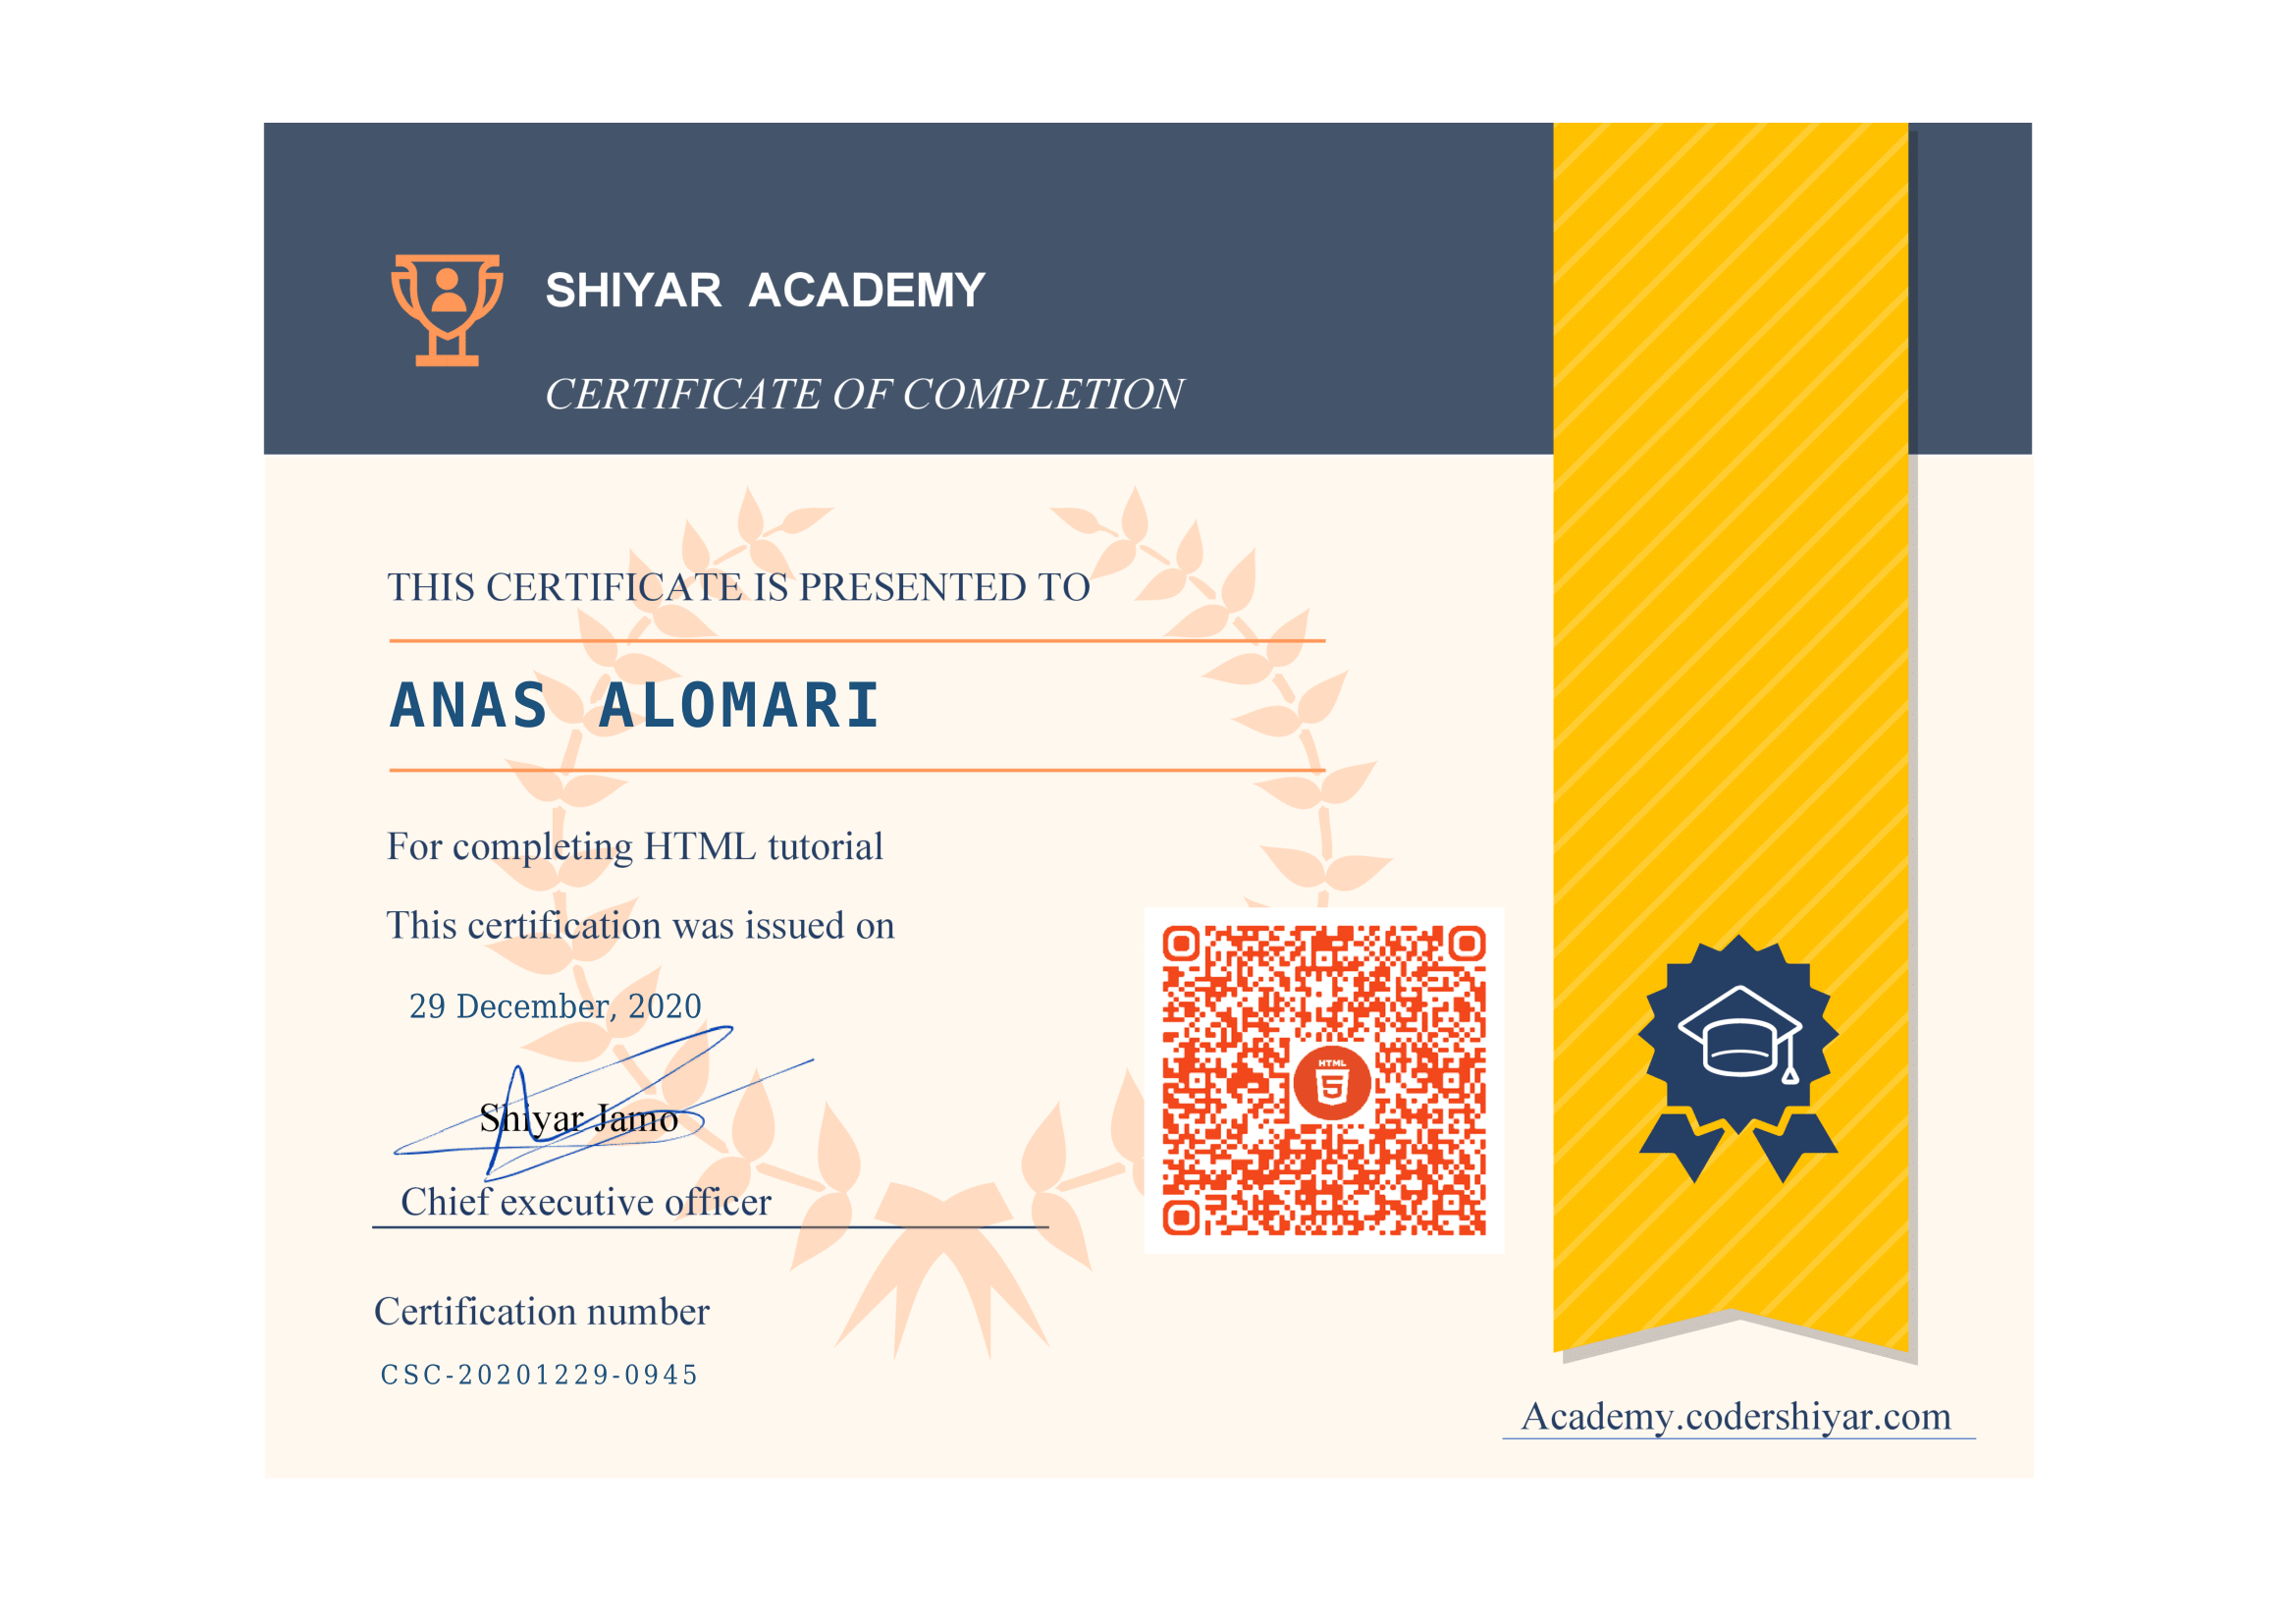 SHIYAR ACADEMY
CERTIFICATE OF COMPLETION
THIS CERTIFICATE IS PRESENTED TO
ANAS ALOMARI
For completing HTML tutorial
This certification was issued on
29 December, 2020
Shiyar Jamo
Chief executive officer
HTML
5
Certification number
CSC-20201229-0945
Academy.codershiyar.com